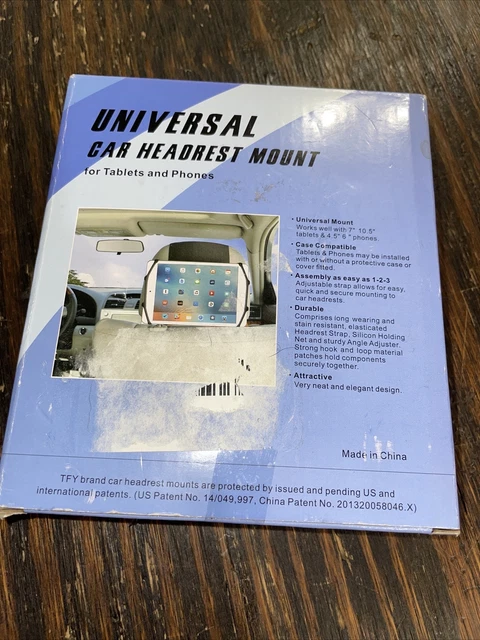 UNIVERSAL
CAR HEADREST MOUNT
for Tablets and Phones
· Universal Mount
Works well with 7" 10.5"
tablets & 4.5" 6 " phones.
· Case Compatible
Tablets & Phones may be installed
with or without a protective case or
cover fitted.
· Assembly as easy as 1-2-3
Adjustable strap allows for easy,
quick and secure mounting to
car headrests.
· Durable
Comprises long wearing and
stain resistant, elasticated
Headrest Strap, Silicon Holding
Net and sturdy Angle Adjuster.
Strong hook and loop material
patches hold components
securely together.
· Attractive
Very neat and elegant design.
Made in China
TFY brand car headrest mounts are protected by issued and pending US and
international patents. (US Patent No. 14/049,997, China Patent No. 201320058046.X)